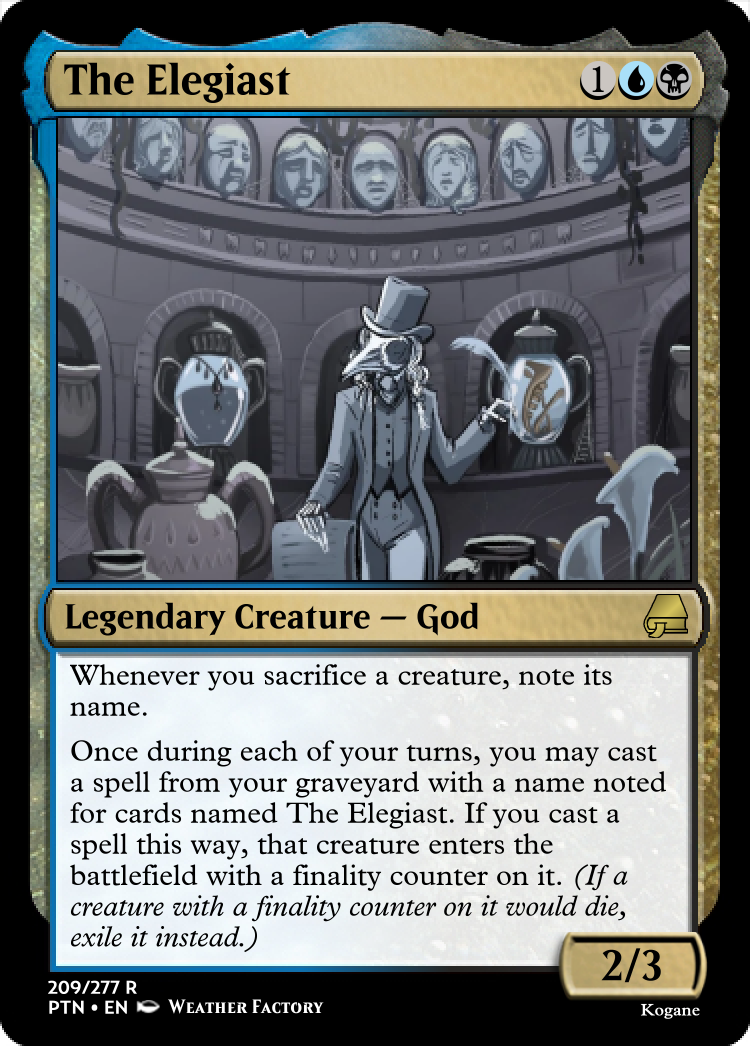 The Elegiast 1
Legendary Creature — God
Whenever you sacrifice a creature, note its
name.
Once during each of your turns, you may cast
a spell from your graveyard with a name noted
for cards named The Elegiast. If you cast a
spell this way, that creature enters the
battlefield with a finality counter on it. (If a
creature with a finality counter on it would die,
exile it instead.)
2/3
209/277 R
PTN • EN WEATHER FACTORY
Kogane